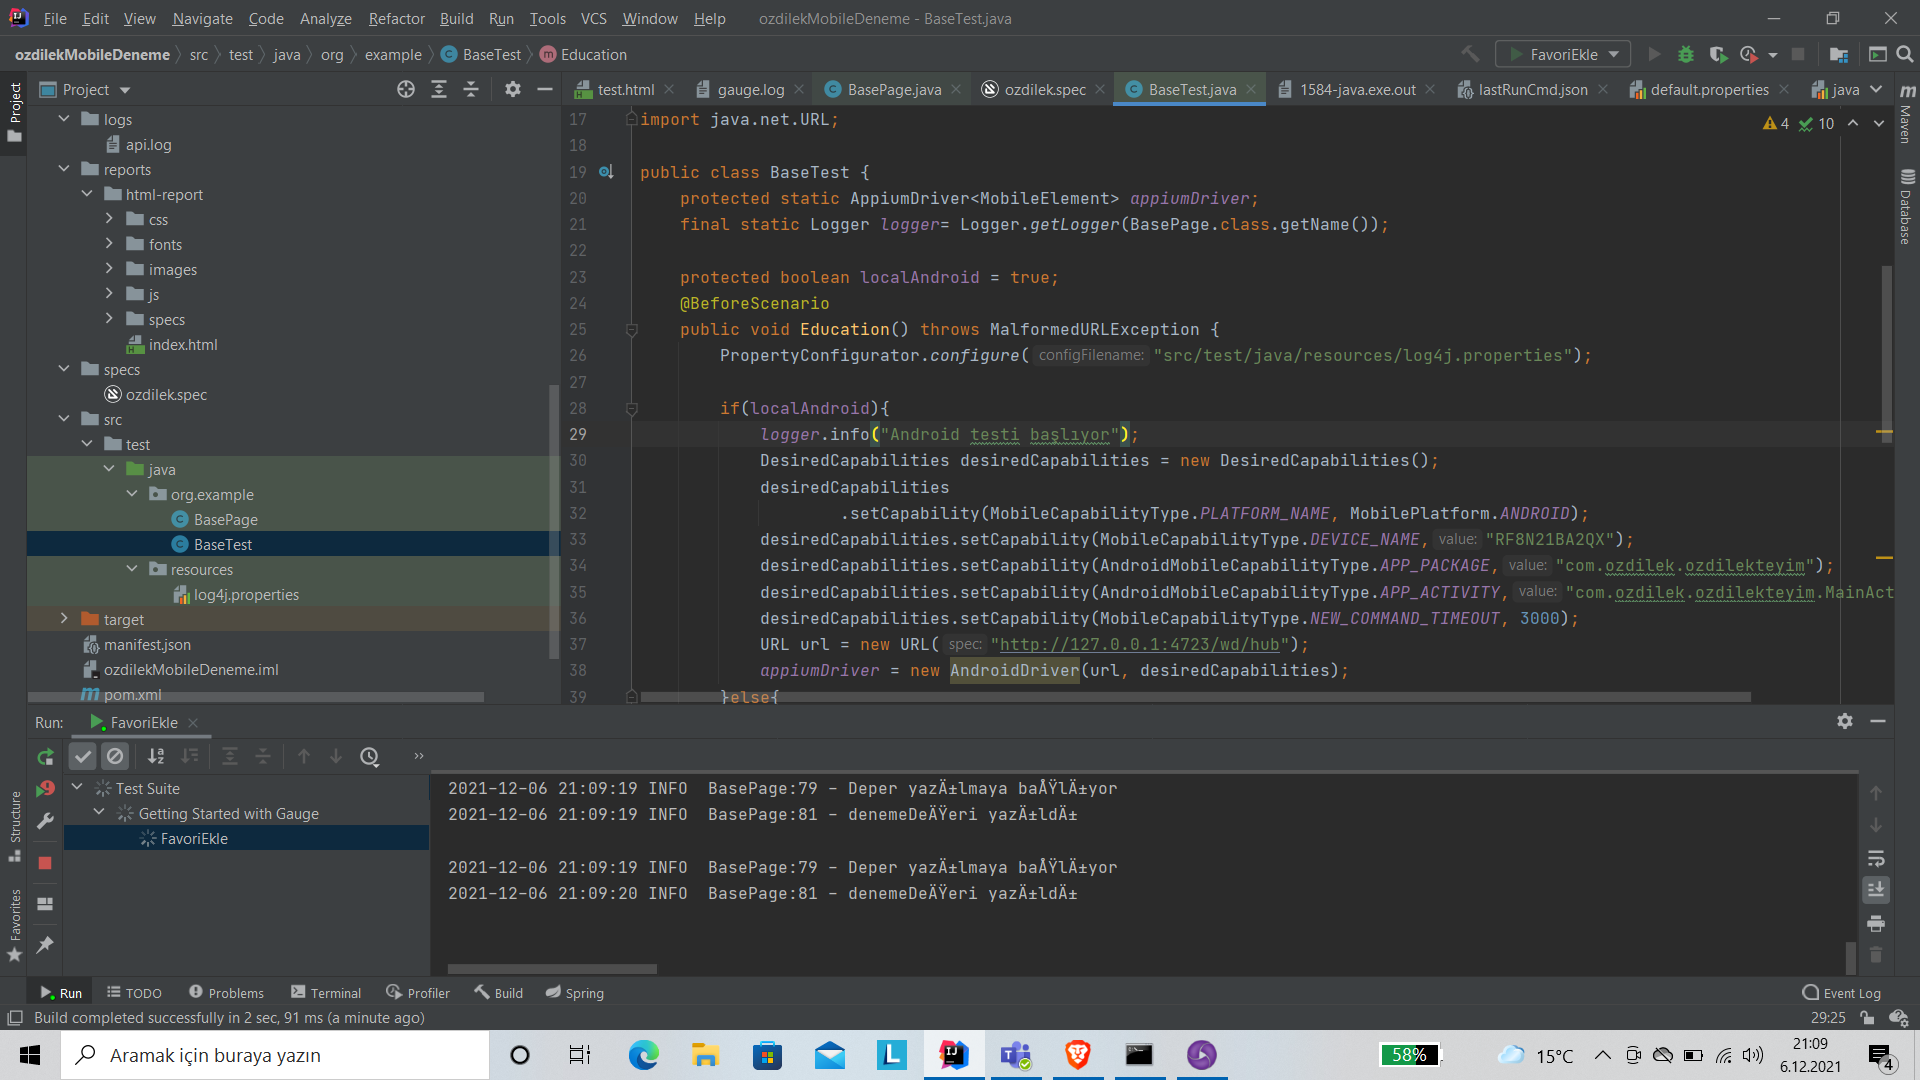 File Edit View Navigate Code Analyze Refactor Build Run Tools VCS Window Help ozdilekMobileDeneme - BaseTest.java
ozdilekMobileDeneme src test java org example BaseTest Education FavoriEkle
Project test.html gauge.log BasePage.java ozdilek.spec BaseTest.java 1584-java.exe.out lastRunCmd.json default.properties java
4 10
Project
Structure
Favorites
Maven
Database
logs
api.log
reports
html-report
css
fonts
images
js
specs
index.html
specs
ozdilek.spec
src
test
java
org.example
BasePage
BaseTest
resources
log4j.properties
target
manifest.json
ozdilekMobileDeneme.iml
pom.xml
17 import java.net.URL;
18
19 public class BaseTest {
20 protected static AppiumDriver<MobileElement> appiumDriver;
21 final static Logger logger= Logger.getLogger(BasePage.class.getName());
22
23 protected boolean localAndroid = true;
24 @BeforeScenario
25 public void Education() throws MalformedURLException {
26 PropertyConfigurator.configure( configFilename: "src/test/java/resources/log4j.properties");
27
28 if(localAndroid){
29 logger.info("Android testi başlıyor");
30 DesiredCapabilities desiredCapabilities = new DesiredCapabilities();
31 desiredCapabilities
32 .setCapability(MobileCapabilityType.PLATFORM_NAME, MobilePlatform.ANDROID);
33 desiredCapabilities.setCapability(MobileCapabilityType.DEVICE_NAME, value: "RF8N21BA2QX");
34 desiredCapabilities.setCapability(AndroidMobileCapabilityType.APP_PACKAGE, value: "com.ozdilek.ozdilekteyim");
35 desiredCapabilities.setCapability(AndroidMobileCapabilityType.APP_ACTIVITY, value: "com.ozdilek.ozdilekteyim.MainAct
36 desiredCapabilities.setCapability(MobileCapabilityType.NEW_COMMAND_TIMEOUT, 3000);
37 URL url = new URL( spec: "http://127.0.0.1:4723/wd/hub");
38 appiumDriver = new AndroidDriver(url, desiredCapabilities);
39 }else{
Run: FavoriEkle
Test Suite
Getting Started with Gauge
FavoriEkle
2021-12-06 21:09:19 INFO BasePage:79 - Deper yazÄ±lmaya baÅŸlÄ±yor
2021-12-06 21:09:19 INFO BasePage:81 - denemeDeÄŸeri yazÄ±ldÄ±
2021-12-06 21:09:19 INFO BasePage:79 - Deper yazÄ±lmaya baÅŸlÄ±yor
2021-12-06 21:09:20 INFO BasePage:81 - denemeDeÄŸeri yazÄ±ldÄ±
Run TODO Problems Terminal Profiler Build Spring Event Log
Build completed successfully in 2 sec, 91 ms (a minute ago) 29:25
Aramak için buraya yazın 58% 15°C 21:09
6.12.2021 4